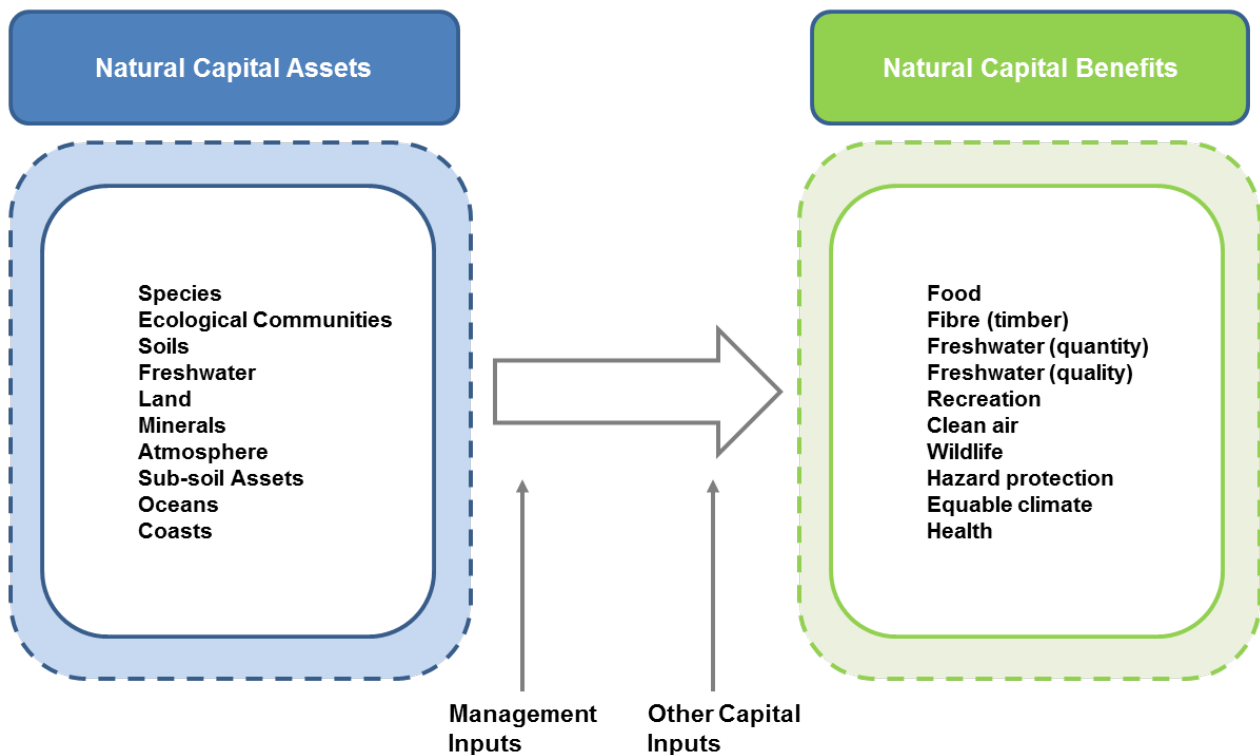 Natural Capital Assets
Natural Capital Benefits
Species
Ecological Communities
Soils
Freshwater
Land
Minerals
Atmosphere
Sub-soil Assets
Oceans
Coasts
Food
Fibre (timber)
Freshwater (quantity)
Freshwater (quality)
Recreation
Clean air
Wildlife
Hazard protection
Equable climate
Health
Management
Inputs
Other Capital
Inputs